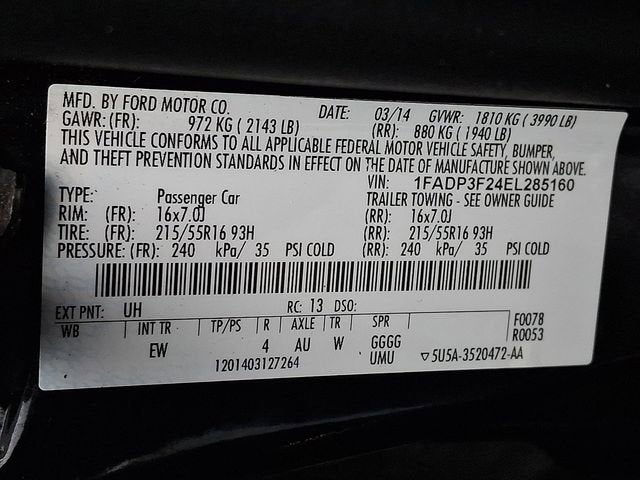 MFD. BY FORD MOTOR CO. DATE: 03/14 GVWR: 1810 KG ( 3990 LB)
GAWR: (FR): 972 KG ( 2143 LB) (RR): 880 KG ( 1940 LB)
THIS VEHICLE CONFORMS TO ALL APPLICABLE FEDERAL MOTOR VEHICLE SAFETY, BUMPER,
AND THEFT PREVENTION STANDARDS IN EFFECT ON THE DATE OF MANUFACTURE SHOWN ABOVE.
VIN: 1FADP3F24EL285160
TYPE: Passenger Car TRAILER TOWING - SEE OWNER GUIDE
RIM: (FR): 16x7.0J (RR): 16x7.0J
TIRE: (FR): 215/55R16 93H (RR): 215/55R16 93H
PRESSURE: (FR): 240 kPa/ 35 PSI COLD (RR): 240 kPa/ 35 PSI COLD
EXT PNT: UH RC: 13 DSO:
WB INT TR TP/PS R AXLE TR SPR F0078
R0053
EW 4 AU W GGGG
1201403127264 UMU ▽5U5A-3520472-AA